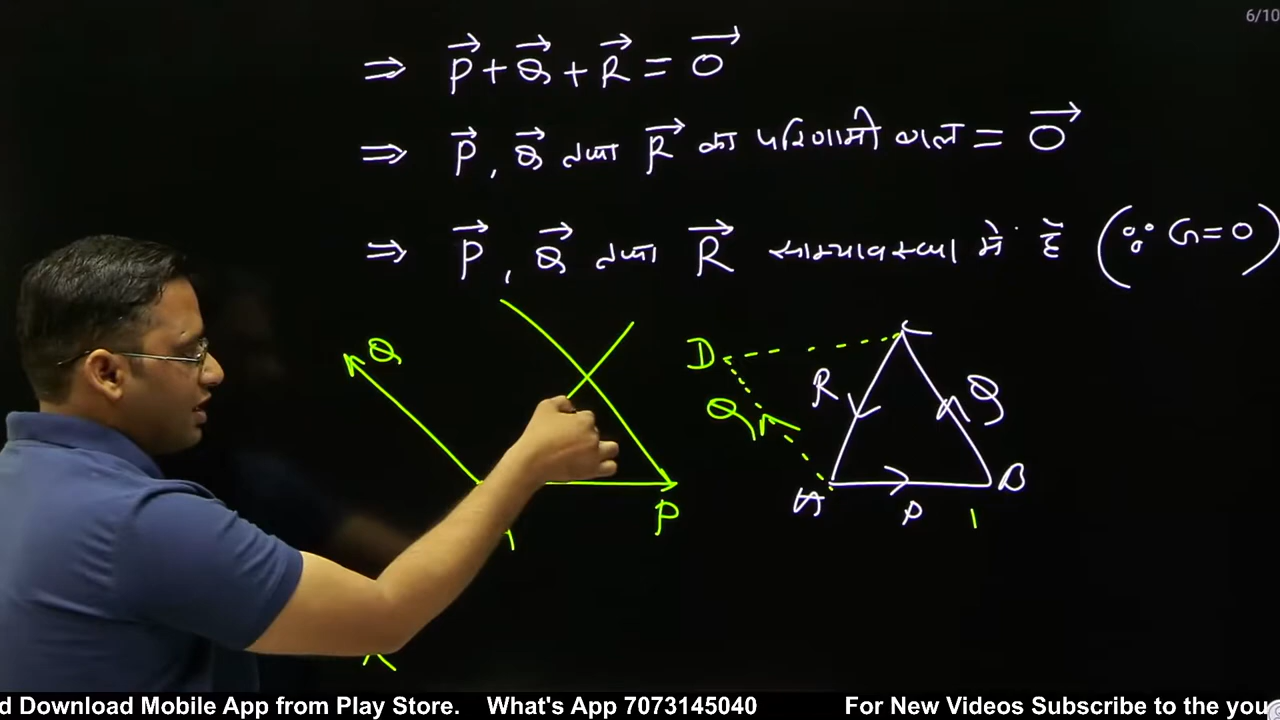 6/10
⇒ P⃗ + Q⃗ + R⃗ = 0⃗
⇒ P⃗, Q⃗ तथा R⃗ का परिणामी बल = 0⃗
⇒ P⃗, Q⃗ तथा R⃗ साम्यावस्था में है (∵ G=0)
Q
P
D
C
R
Q
Q
A
P
B
d Download Mobile App from Play Store. What's App 7073145040 For New Videos Subscribe to the you